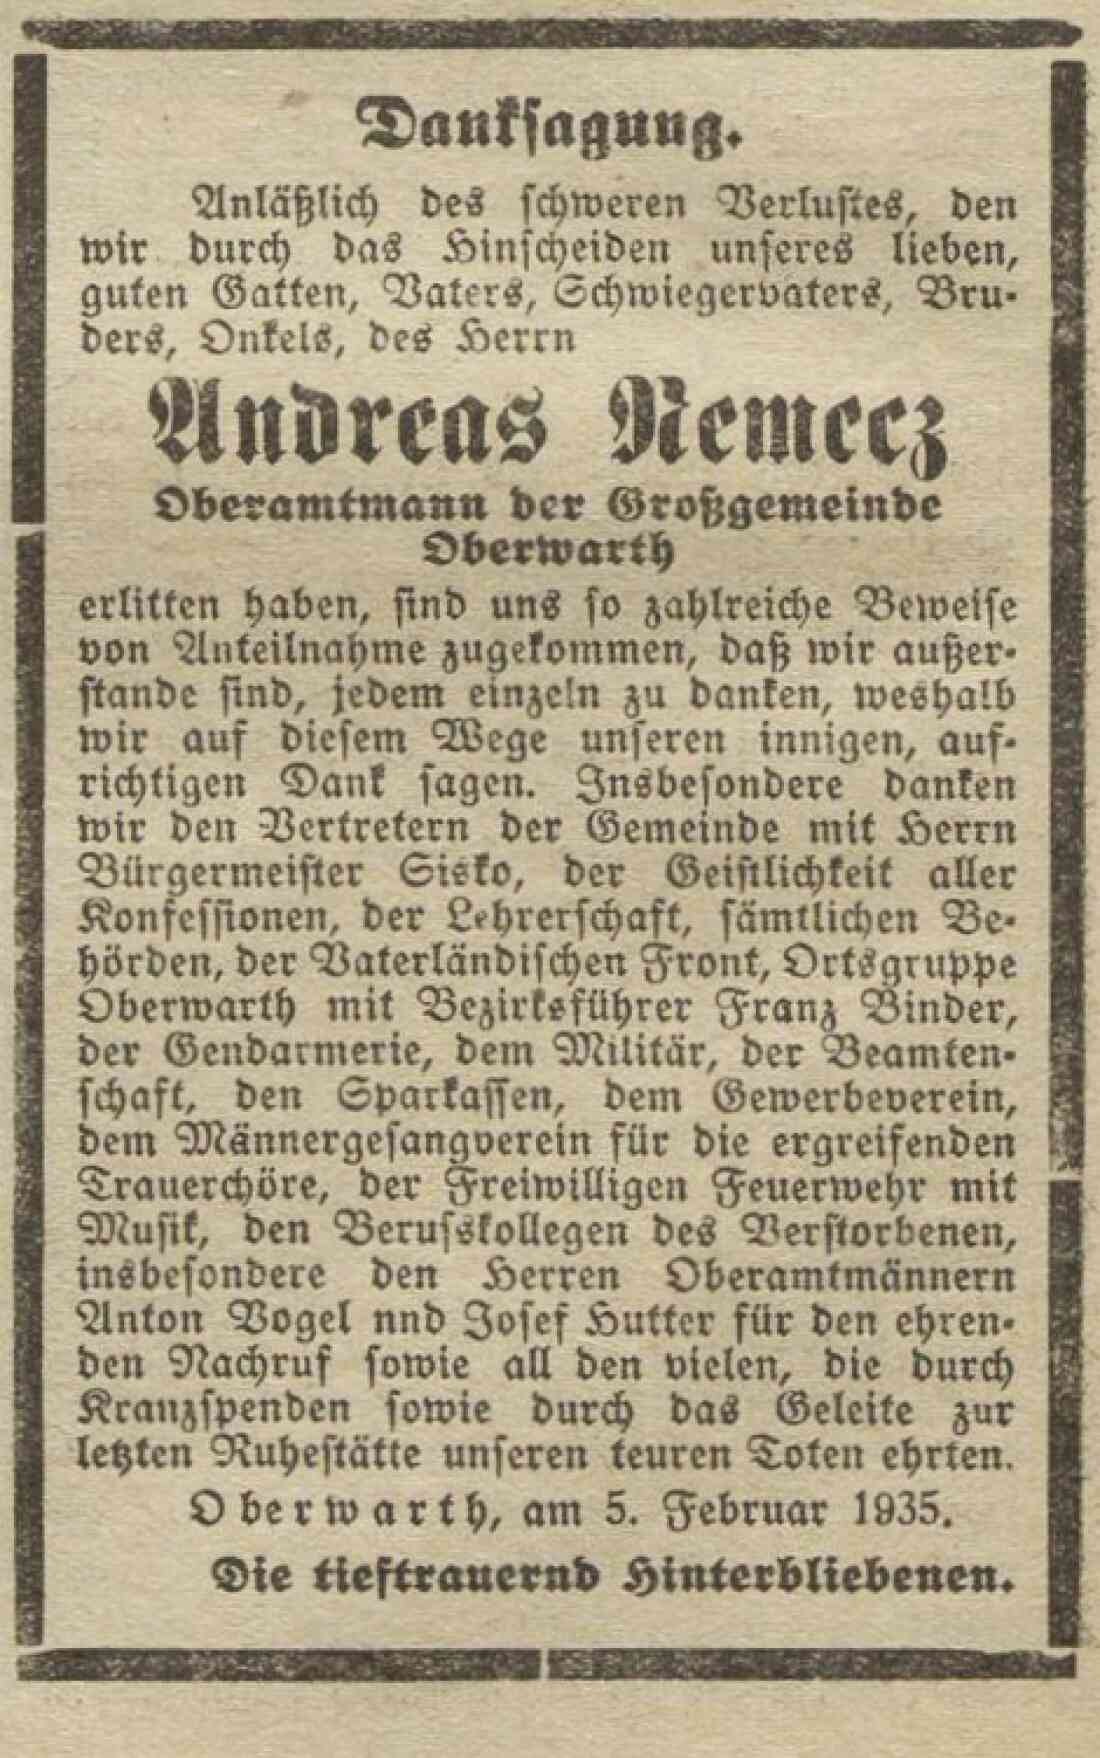 Danksagung.
Anläßlich des schweren Verlustes, den
wir durch das Hinscheiden unseres lieben,
guten Gatten, Vaters, Schwiegervaters, Bru-
ders, Onkels, des Herrn
Andreas Nemecz
Oberamtmann der Großgemeinde
Oberwarth
erlitten haben, sind uns so zahlreiche Beweise
von Anteilnahme zugekommen, daß wir außer-
stande sind, jedem einzeln zu danken, weshalb
wir auf diesem Wege unseren innigen, auf-
richtigen Dank sagen. Insbesondere danken
wir den Vertretern der Gemeinde mit Herrn
Bürgermeister Sisko, der Geistlichkeit aller
Konfessionen, der Lehrerschaft, sämtlichen Be-
hörden, der Vaterländischen Front, Ortsgruppe
Oberwarth mit Bezirksführer Franz Binder,
der Gendarmerie, dem Militär, der Beamten-
schaft, den Sparkassen, dem Gewerbeverein,
dem Männergesangverein für die ergreifenden
Trauerchöre, der Freiwilligen Feuerwehr mit
Musik, den Berufskollegen des Verstorbenen,
insbesondere den Herren Oberamtmännern
Anton Vogel nnd Josef Hutter für den ehren-
den Nachruf sowie all den vielen, die durch
Kranzspenden sowie durch das Geleite zur
letzten Ruhestätte unseren teuren Toten ehrten.
Oberwarth, am 5. Februar 1935.
Die tieftrauernd Hinterbliebenen.